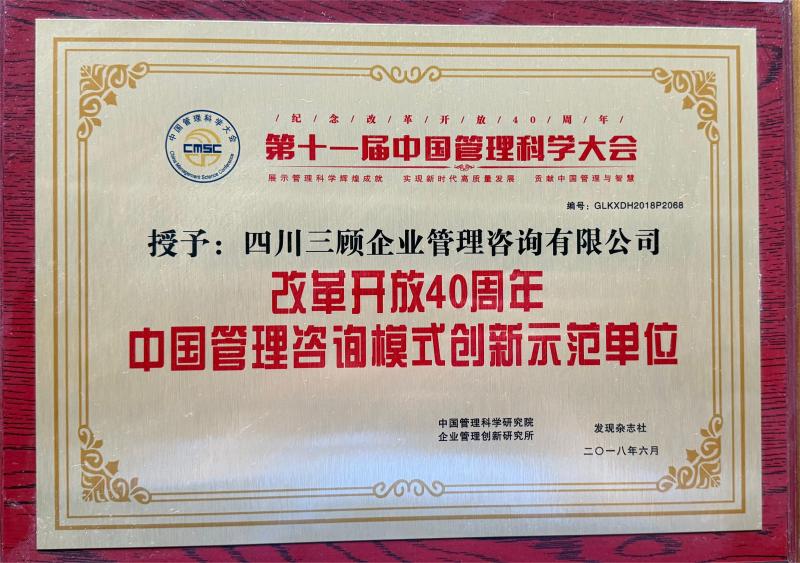 中国管理科学大会
CMSC
China Management Science Conference
/纪/念/改/革/开/放/40/周/年/
第十一届中国管理科学大会
展示管理科学辉煌成就 实现新时代高质量发展 贡献中国管理与智慧
编号：GLKXDH2018P2068
授予：四川三顾企业管理咨询有限公司
改革开放40周年
中国管理咨询模式创新示范单位
中国管理科学研究院
企业管理创新研究所
发现杂志社
二〇一八年六月